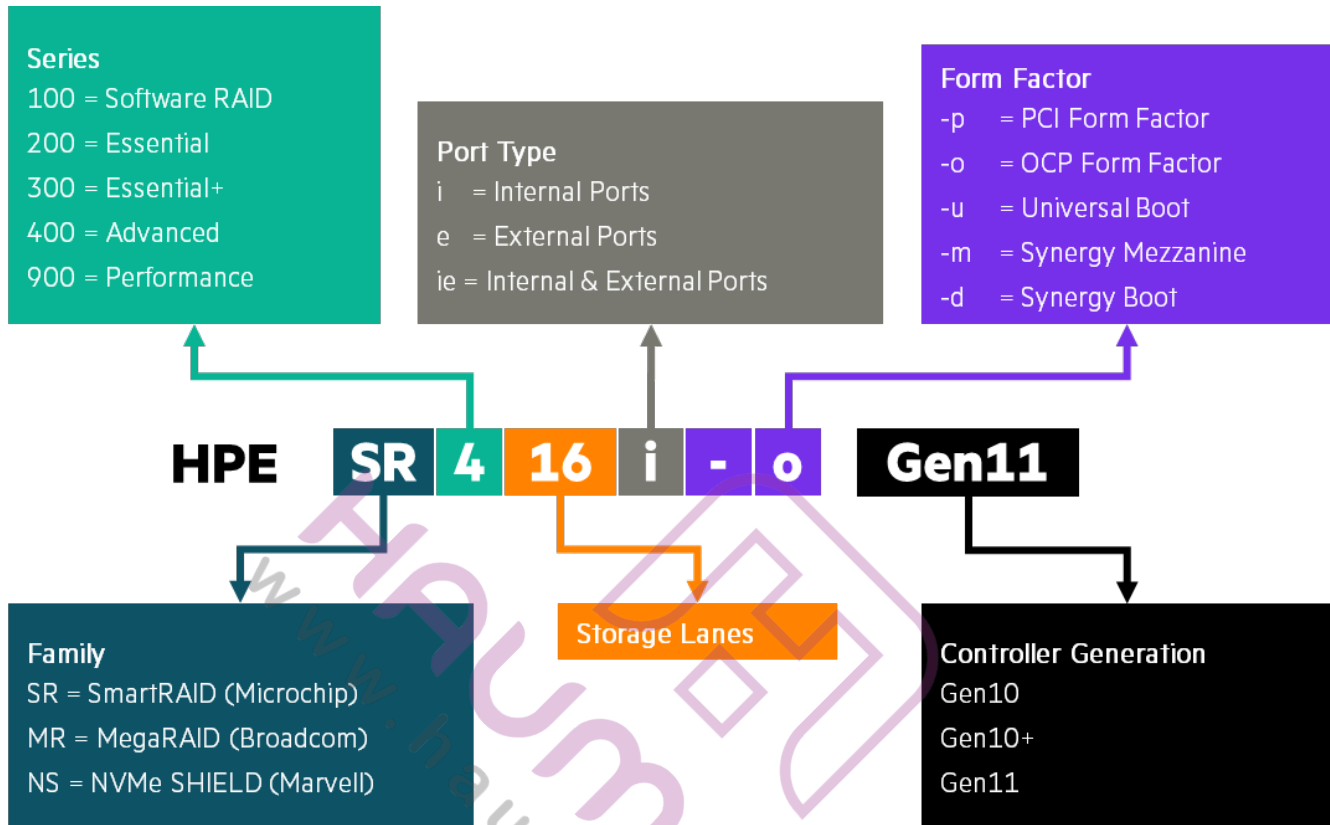 Series
100 = Software RAID
200 = Essential
300 = Essential+
400 = Advanced
900 = Performance
Port Type
i = Internal Ports
e = External Ports
ie = Internal & External Ports
Form Factor
-p = PCI Form Factor
-o = OCP Form Factor
-u = Universal Boot
-m = Synergy Mezzanine
-d = Synergy Boot
HPE SR 4 16 i - o Gen11
Family
SR = SmartRAID (Microchip)
MR = MegaRAID (Broadcom)
NS = NVMe SHIELD (Marvell)
Storage Lanes
Controller Generation
Gen10
Gen10+
Gen11